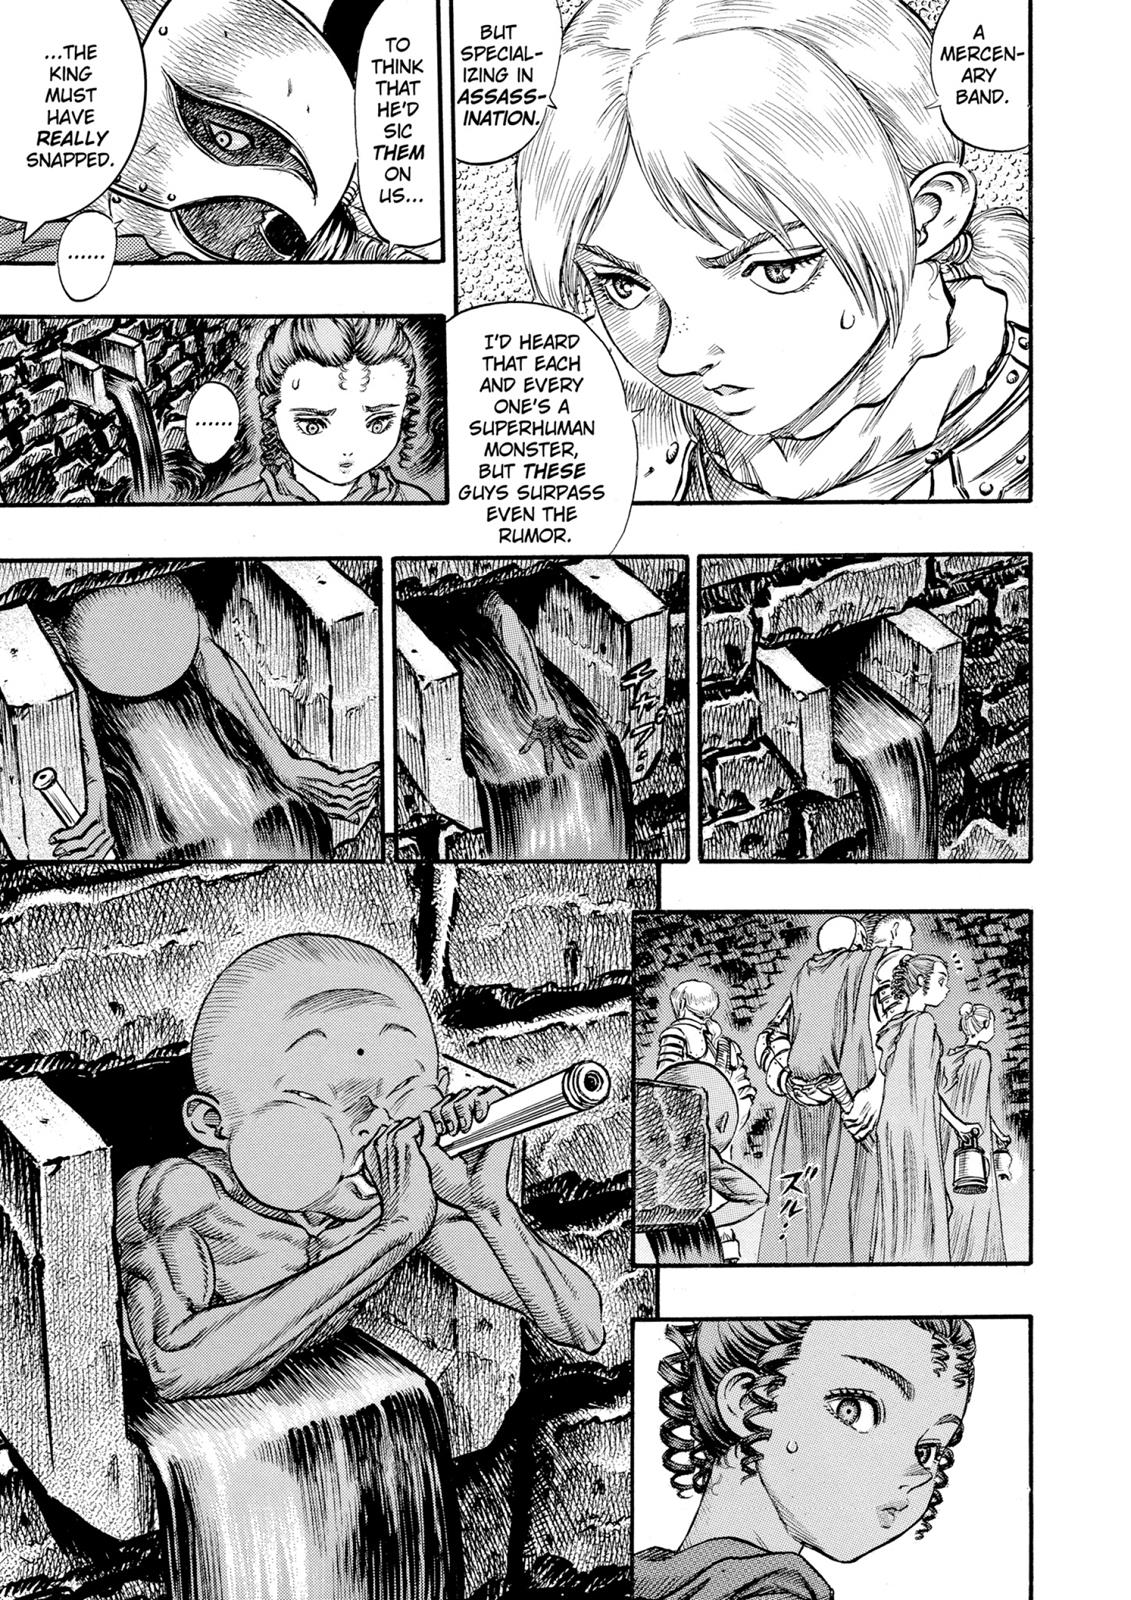 A
MERCEN-
ARY
BAND.
BUT
SPECIAL-
IZING IN
ASSASS-
INATION.
I'D HEARD
THAT EACH
AND EVERY
ONE'S A
SUPERHUMAN
MONSTER,
BUT THESE
GUYS SURPASS
EVEN THE
RUMOR.
TO
THINK
THAT
HE'D
SIC
THEM
ON
US...
...THE
KING
MUST
HAVE
REALLY
SNAPPED.
......
......
ズル・